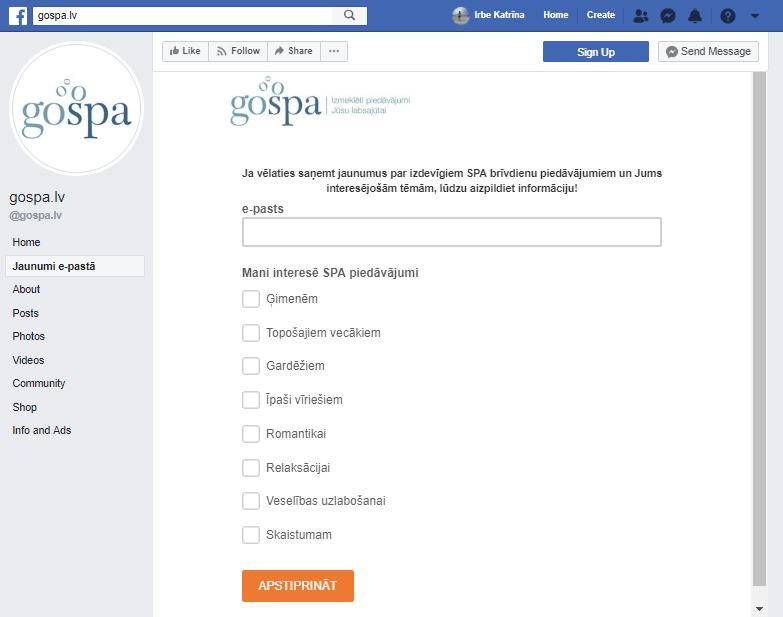 gospa.lv
Irbe Katrīna
Home
Create
Like
Follow
Share
Sign Up
Send Message
gospa
gospa.lv
@gospa.lv
Home
Jaunumi e-pastā
About
Posts
Photos
Videos
Community
Shop
Info and Ads
gospa
Izmeklēti piedāvājumi
Jūsu labsajūtai
Ja vēlaties saņemt jaunumus par izdevīgiem SPA brīvdienu piedāvājumiem un Jums
interesējošām tēmām, lūdzu aizpildiet informāciju!
e-pasts
Mani interesē SPA piedāvājumi
Ģimenēm
Topošajiem vecākiem
Gardēžiem
Īpaši vīriešiem
Romantikai
Relaksācijai
Veselības uzlabošanai
Skaistumam
APSTIPRINĀT